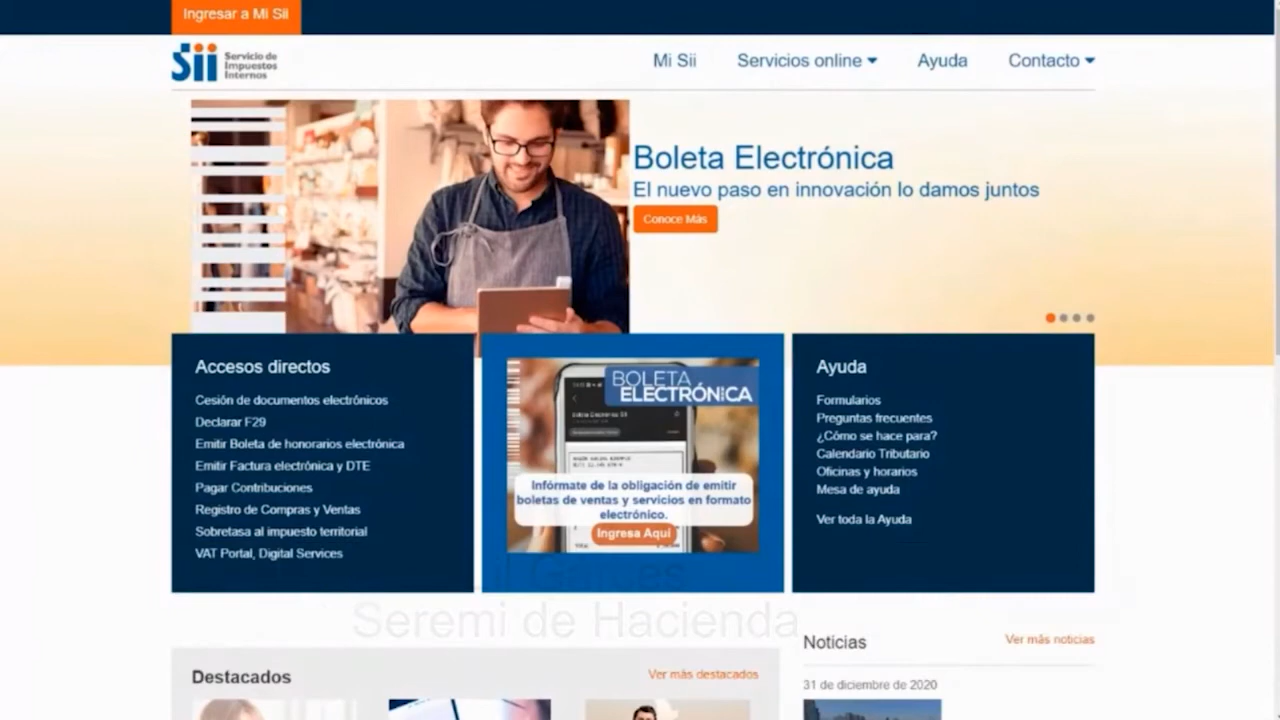 Ingresar a Mi Sii
Sii Servicio de
Impuestos
Internos
Mi Sii
Servicios online
Ayuda
Contacto
Boleta Electrónica
El nuevo paso en innovación lo damos juntos
Conoce Más
Accesos directos
Cesión de documentos electrónicos
Declarar F29
Emitir Boleta de honorarios electrónica
Emitir Factura electrónica y DTE
Pagar Contribuciones
Registro de Compras y Ventas
Sobretasa al impuesto territorial
VAT Portal, Digital Services
BOLETA
ELECTRÓNICA
Boleta Electrónica SII
Infórmate de la obligación de emitir
boletas de ventas y servicios en formato
electrónico.
Ingresa Aquí
Ayuda
Formularios
Preguntas frecuentes
¿Cómo se hace para?
Calendario Tributario
Oficinas y horarios
Mesa de ayuda
Ver toda la Ayuda
Garcés
Seremi de Hacienda
Destacados
Ver más destacados
Noticias
Ver más noticias
31 de diciembre de 2020